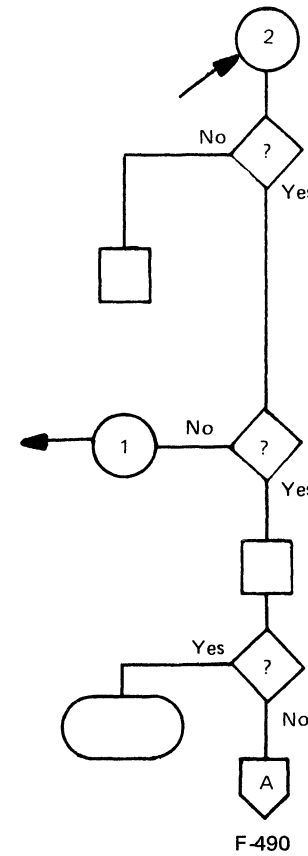 2
No
?
Yes
1
No
?
Yes
Yes
?
No
A
F-490